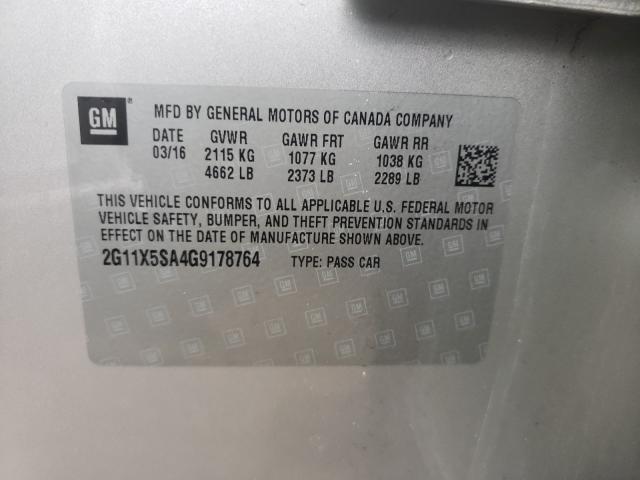 GM ® MFD BY GENERAL MOTORS OF CANADA COMPANY
DATE GVWR GAWR FRT GAWR RR
03/16 2115 KG 1077 KG 1038 KG
4662 LB 2373 LB 2289 LB
THIS VEHICLE CONFORMS TO ALL APPLICABLE U.S. FEDERAL MOTOR
VEHICLE SAFETY, BUMPER, AND THEFT PREVENTION STANDARDS IN
EFFECT ON THE DATE OF MANUFACTURE SHOWN ABOVE.
2G11X5SA4G9178764 TYPE: PASS CAR